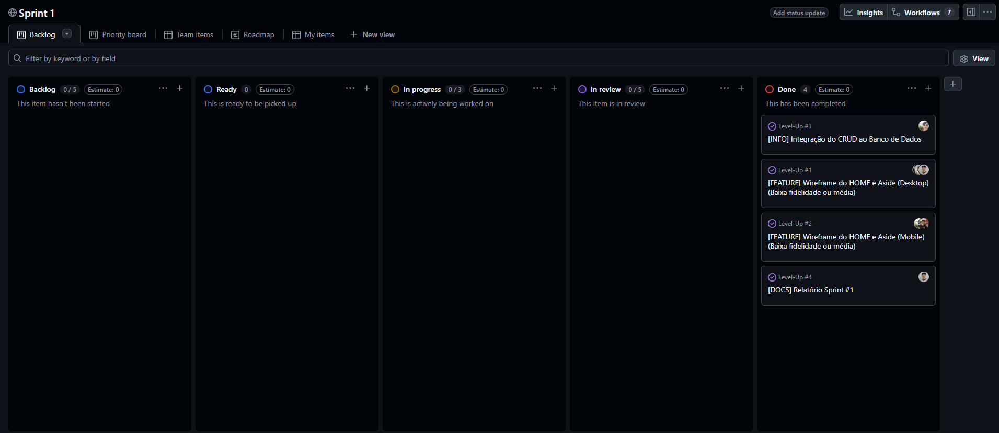 Sprint 1
Add status update
Insights
Workflows 7
Backlog
Priority board
Team items
Roadmap
My items
New view
Filter by keyword or by field
View
Backlog 0 / 5 Estimate: 0
This item hasn't been started
Ready 0 Estimate: 0
This is ready to be picked up
In progress 0 / 3 Estimate: 0
This is actively being worked on
In review 0 / 5 Estimate: 0
This item is in review
Done 4 Estimate: 0
This has been completed
Level-Up #3
[INFO] Integração do CRUD ao Banco de Dados
Level-Up #1
[FEATURE] Wireframe do HOME e Aside (Desktop)
(Baixa fidelidade ou média)
Level-Up #2
[FEATURE] Wireframe do HOME e Aside (Mobile)
(Baixa fidelidade ou média)
Level-Up #4
[DOCS] Relatório Sprint #1